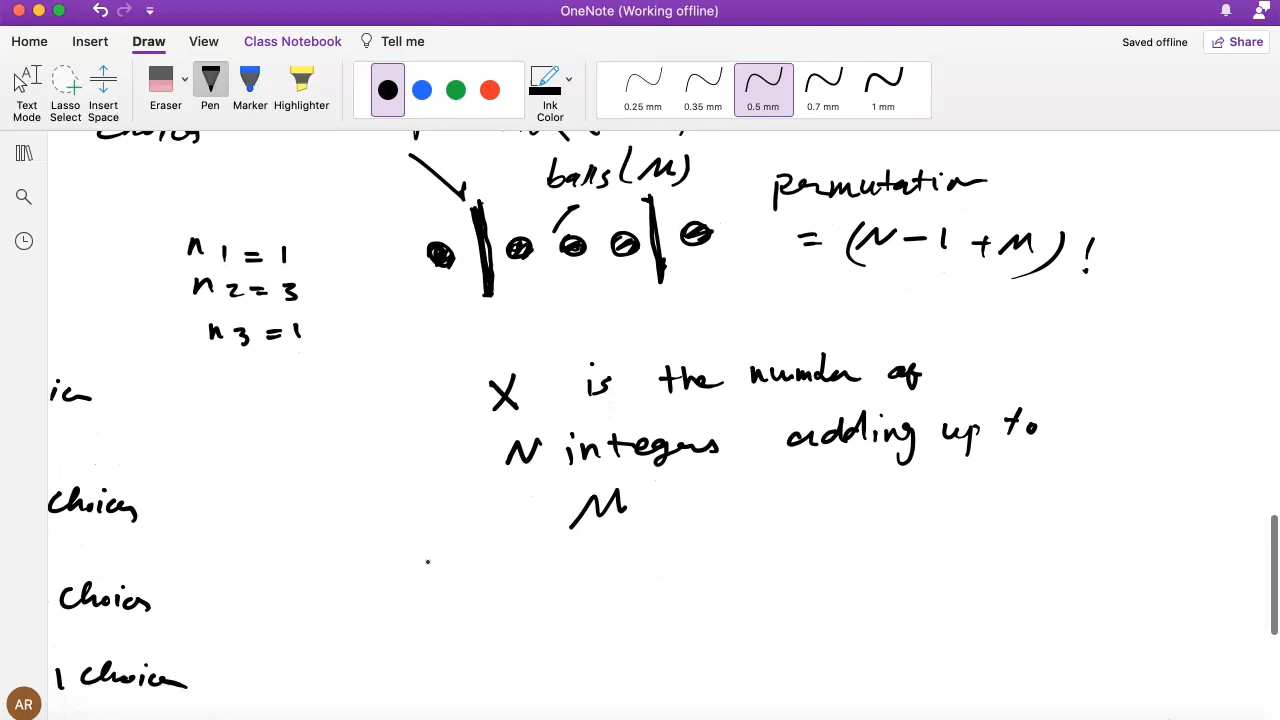 OneNote (Working offline)
Home Insert Draw View Class Notebook Tell me
Saved offline Share
Text Mode
Lasso Select
Insert Space
Eraser
Pen
Marker
Highlighter
Ink Color
0.25 mm 0.35 mm 0.5 mm 0.7 mm 1 mm
balls (M)
permutation
= (N - 1 + M) !
n1 = 1
n2 = 3
n3 = 1
X is the number of
N integers adding up to
M
choices
choices
1 choice
AR